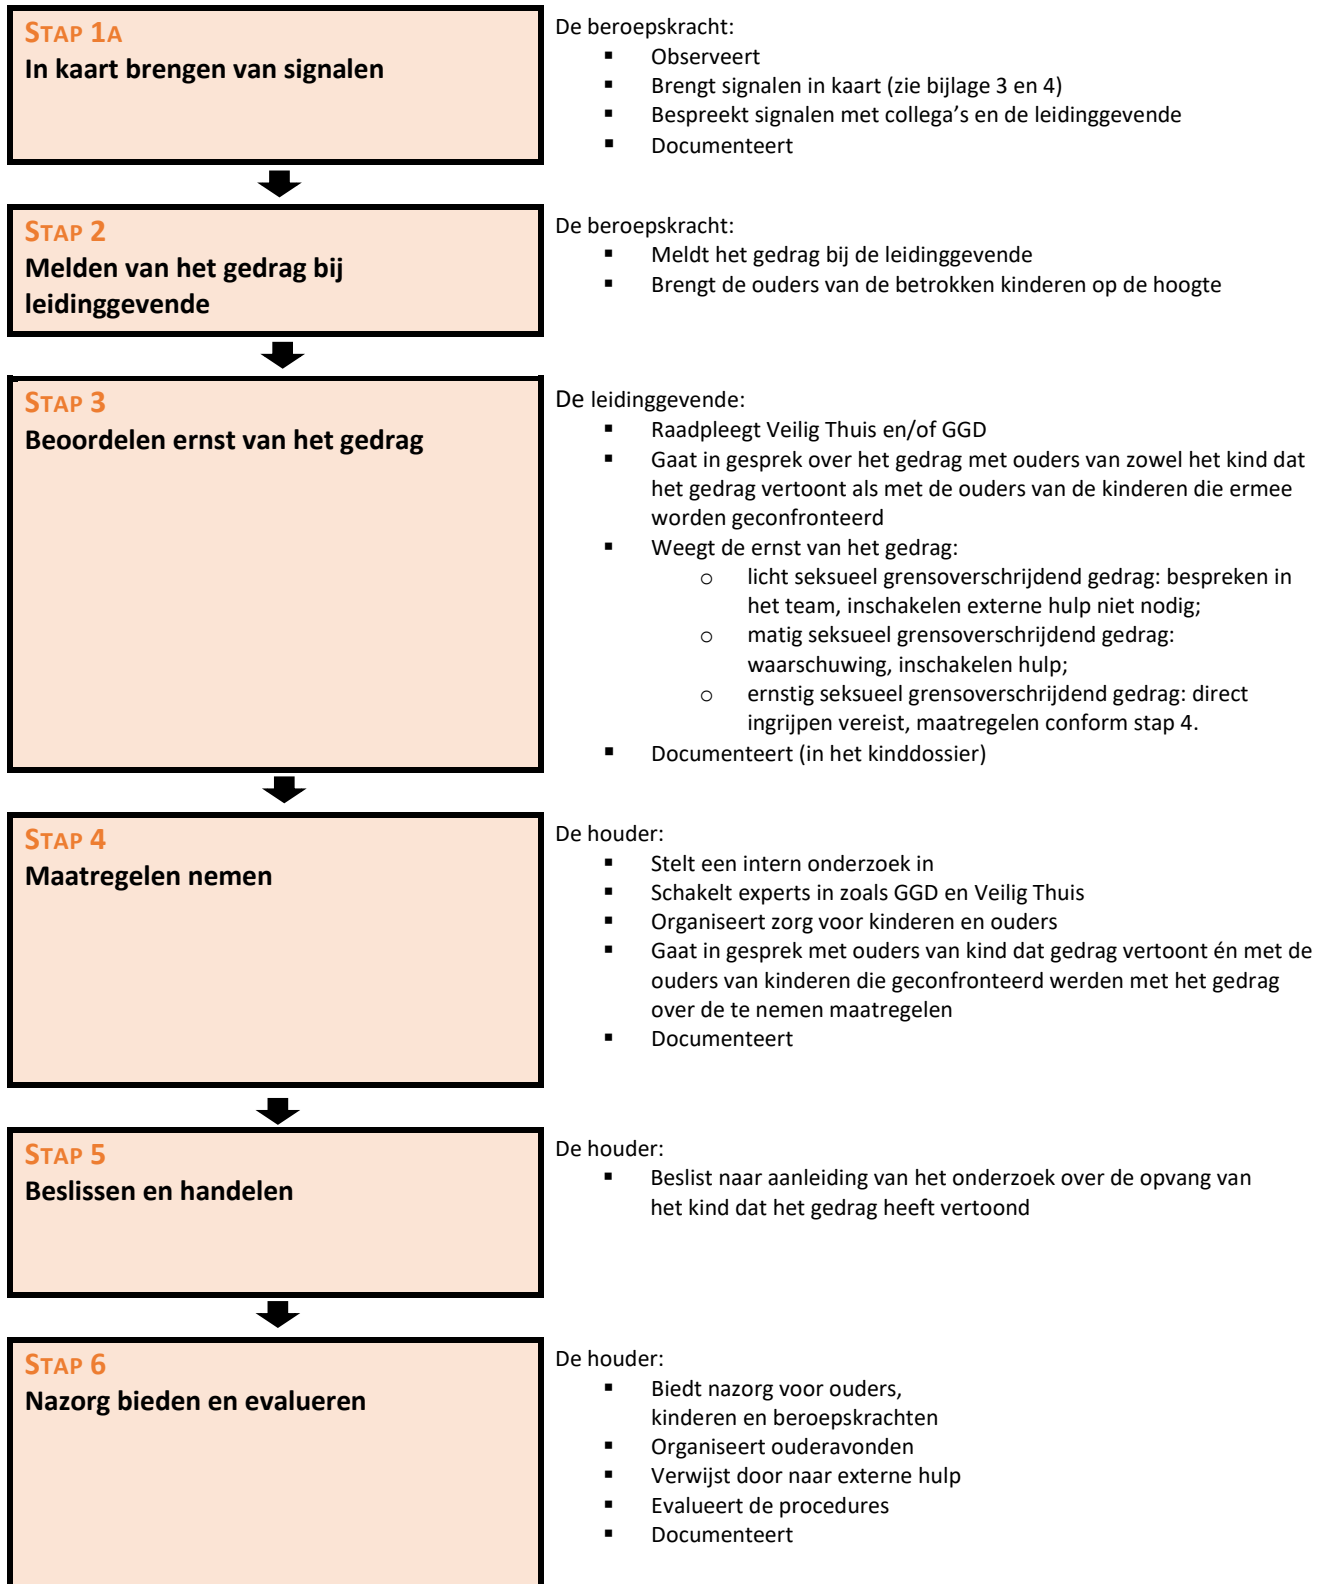 STAP 1A
In kaart brengen van signalen
De beroepskracht:
▪ Observeert
▪ Brengt signalen in kaart (zie bijlage 3 en 4)
▪ Bespreekt signalen met collega’s en de leidinggevende
▪ Documenteert
STAP 2
Melden van het gedrag bij
leidinggevende
De beroepskracht:
▪ Meldt het gedrag bij de leidinggevende
▪ Brengt de ouders van de betrokken kinderen op de hoogte
STAP 3
Beoordelen ernst van het gedrag
De leidinggevende:
▪ Raadpleegt Veilig Thuis en/of GGD
▪ Gaat in gesprek over het gedrag met ouders van zowel het kind dat
het gedrag vertoont als met de ouders van de kinderen die ermee
worden geconfronteerd
▪ Weegt de ernst van het gedrag:
o licht seksueel grensoverschrijdend gedrag: bespreken in
het team, inschakelen externe hulp niet nodig;
o matig seksueel grensoverschrijdend gedrag:
waarschuwing, inschakelen hulp;
o ernstig seksueel grensoverschrijdend gedrag: direct
ingrijpen vereist, maatregelen conform stap 4.
▪ Documenteert (in het kinddossier)
STAP 4
Maatregelen nemen
De houder:
▪ Stelt een intern onderzoek in
▪ Schakelt experts in zoals GGD en Veilig Thuis
▪ Organiseert zorg voor kinderen en ouders
▪ Gaat in gesprek met ouders van kind dat gedrag vertoont én met de
ouders van kinderen die geconfronteerd werden met het gedrag
over de te nemen maatregelen
▪ Documenteert
STAP 5
Beslissen en handelen
De houder:
▪ Beslist naar aanleiding van het onderzoek over de opvang van
het kind dat het gedrag heeft vertoond
STAP 6
Nazorg bieden en evalueren
De houder:
▪ Biedt nazorg voor ouders,
kinderen en beroepskrachten
▪ Organiseert ouderavonden
▪ Verwijst door naar externe hulp
▪ Evalueert de procedures
▪ Documenteert